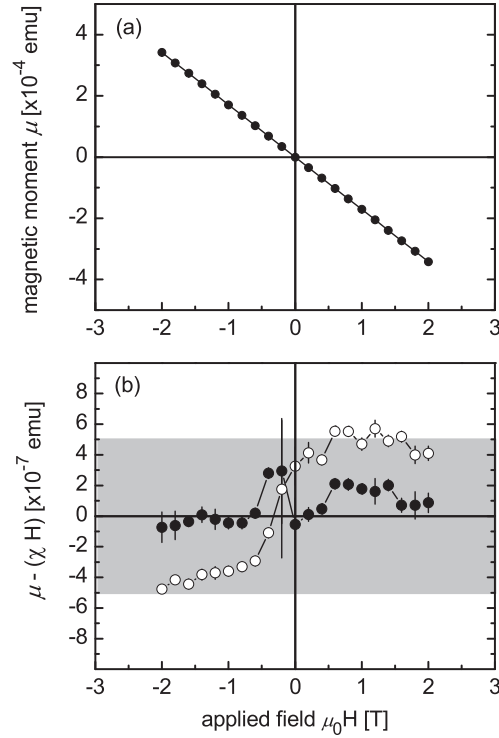 (a)
4
2
0
-2
-4
magnetic moment μ [x10⁻⁴ emu]
-3 -2 -1 0 1 2 3
(b)
8
6
4
2
0
-2
-4
-6
-8
μ - (χ H) [x10⁻⁷ emu]
-3 -2 -1 0 1 2 3
applied field μ₀H [T]